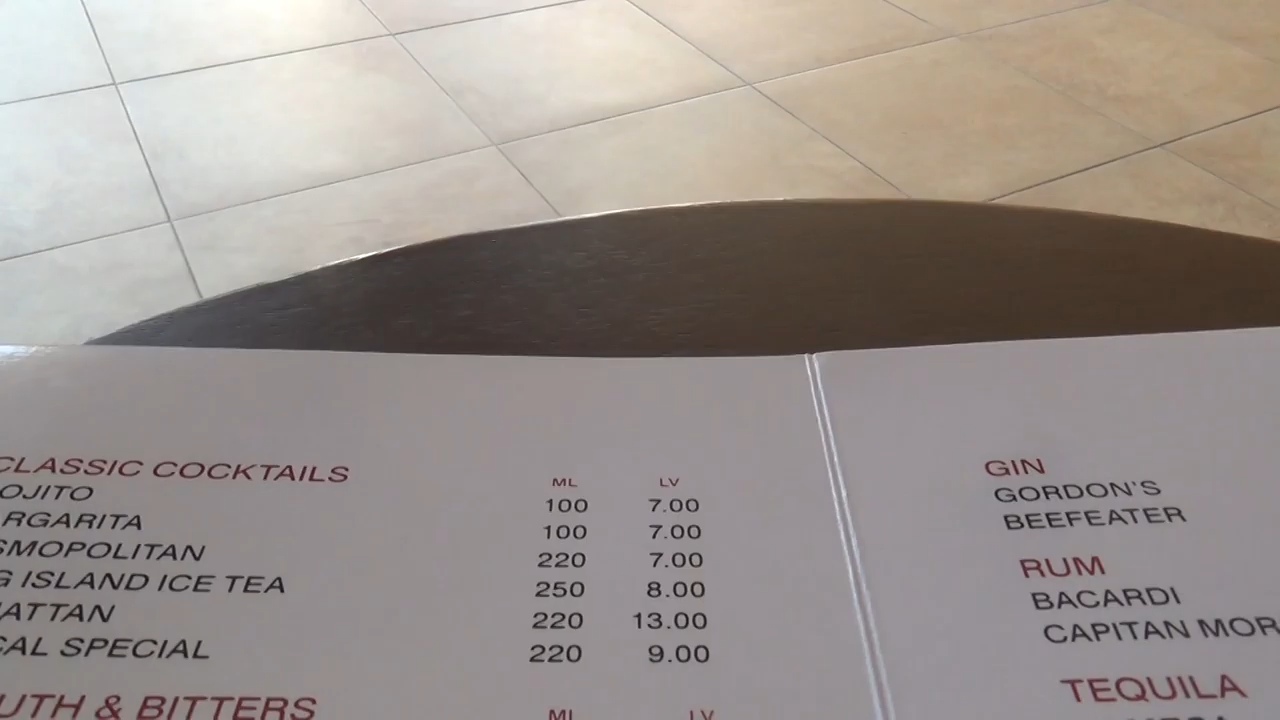 CLASSIC COCKTAILS ML LV
OJITO 100 7.00
RGARITA 100 7.00
SMOPOLITAN 220 7.00
G ISLAND ICE TEA 250 8.00
ATTAN 220 13.00
CAL SPECIAL 220 9.00
UTH & BITTERS ML LV
GIN
GORDON'S
BEEFEATER
RUM
BACARDI
CAPITAN MOR
TEQUILA